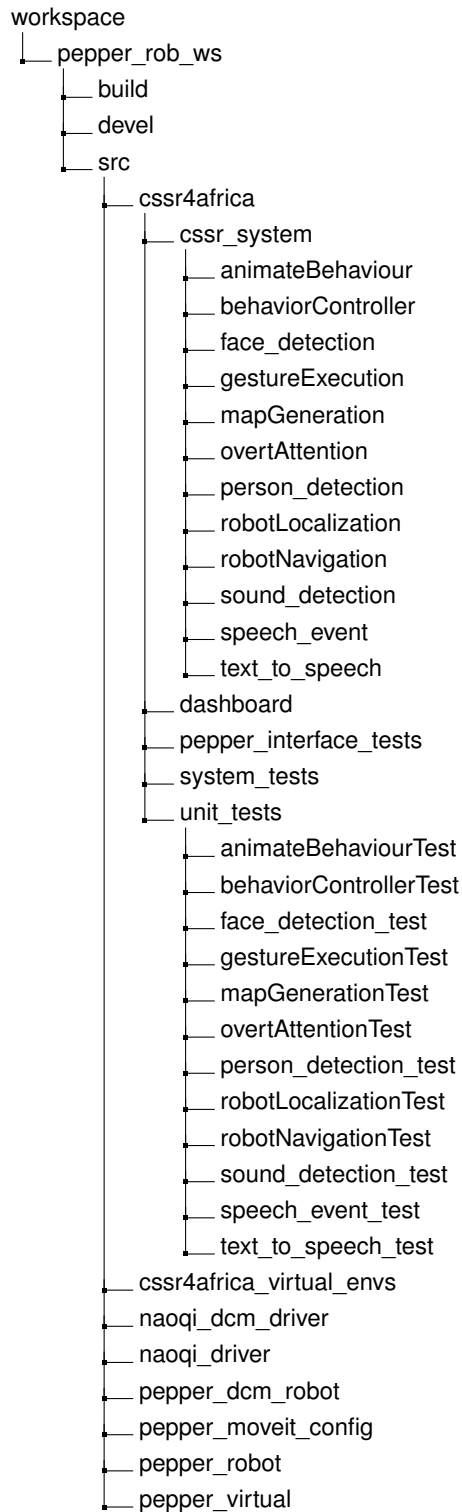 workspace
pepper_rob_ws
build
devel
src
cssr4africa
cssr_system
animateBehaviour
behaviorController
face_detection
gestureExecution
mapGeneration
overtAttention
person_detection
robotLocalization
robotNavigation
sound_detection
speech_event
text_to_speech
dashboard
pepper_interface_tests
system_tests
unit_tests
animateBehaviourTest
behaviorControllerTest
face_detection_test
gestureExecutionTest
mapGenerationTest
overtAttentionTest
person_detection_test
robotLocalizationTest
robotNavigationTest
sound_detection_test
speech_event_test
text_to_speech_test
cssr4africa_virtual_envs
naoqi_dcm_driver
naoqi_driver
pepper_dcm_robot
pepper_moveit_config
pepper_robot
pepper_virtual